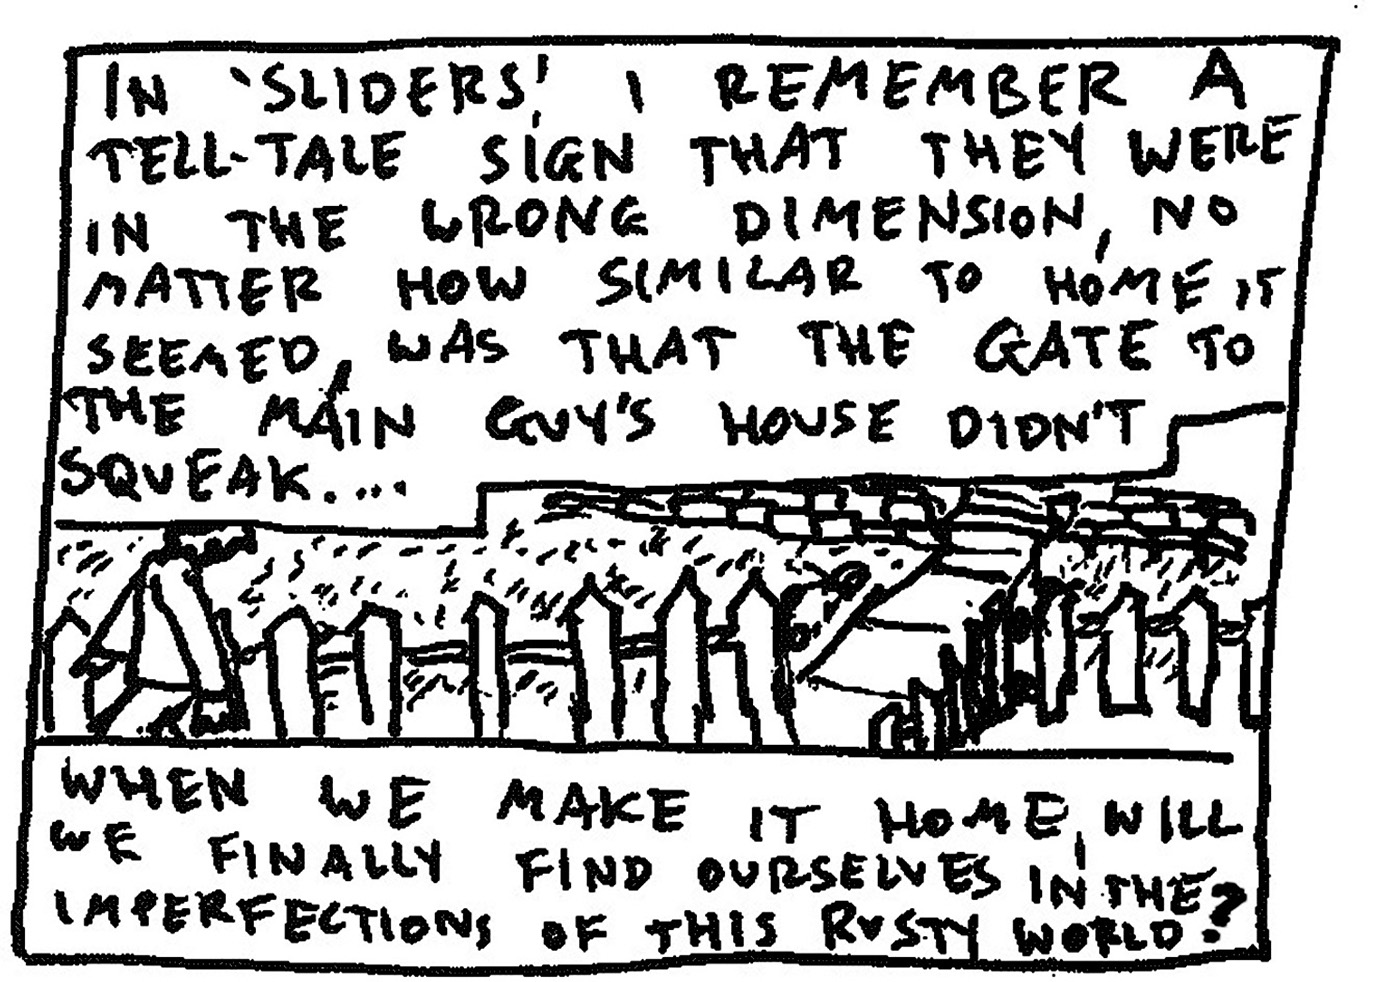 IN 'SLIDERS', I REMEMBER A
TELL-TALE SIGN THAT THEY WERE
IN THE WRONG DIMENSION, NO
MATTER HOW SIMILAR TO HOME IT
SEEMED, WAS THAT THE GATE TO
THE MAIN GUY'S HOUSE DIDN'T
SQUEAK....
WHEN WE MAKE IT HOME, WILL
WE FINALLY FIND OURSELVES IN THE
IMPERFECTIONS OF THIS RUSTY WORLD?